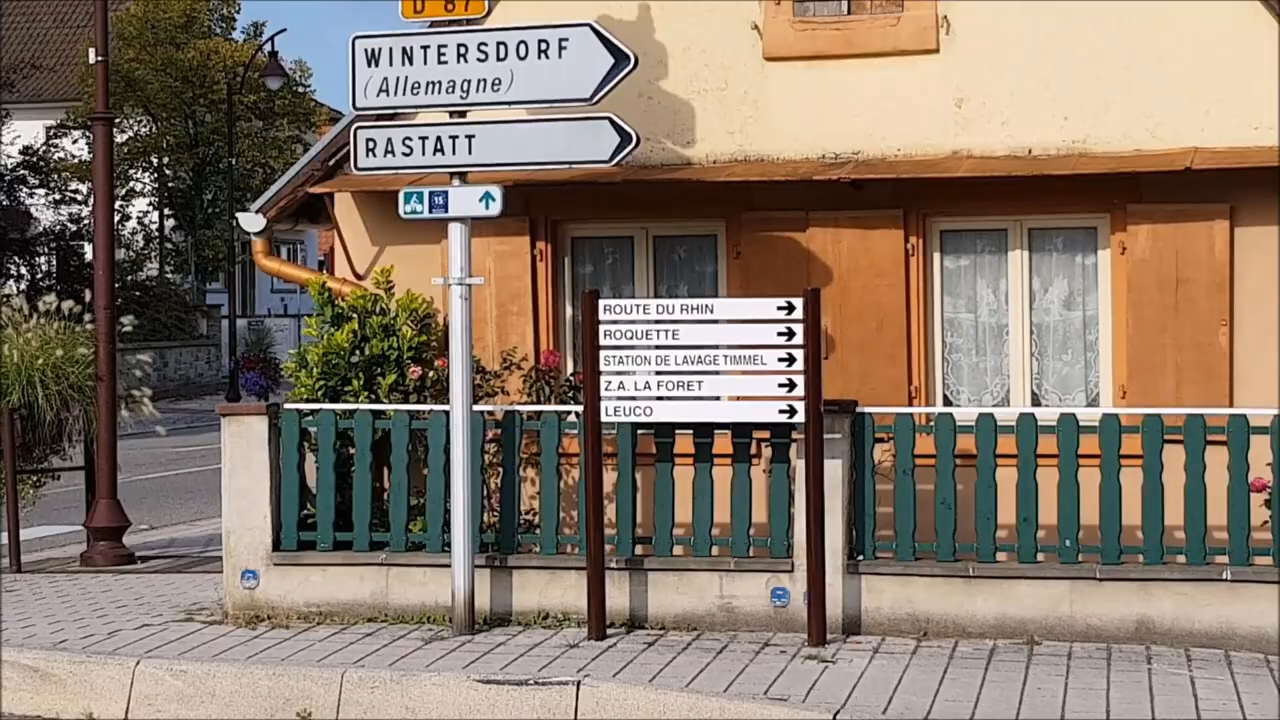 D 87
WINTERSDORF
(Allemagne)
RASTATT
15
ROUTE DU RHIN
ROQUETTE
STATION DE LAVAGE TIMMEL
Z.A. LA FORET
LEUCO